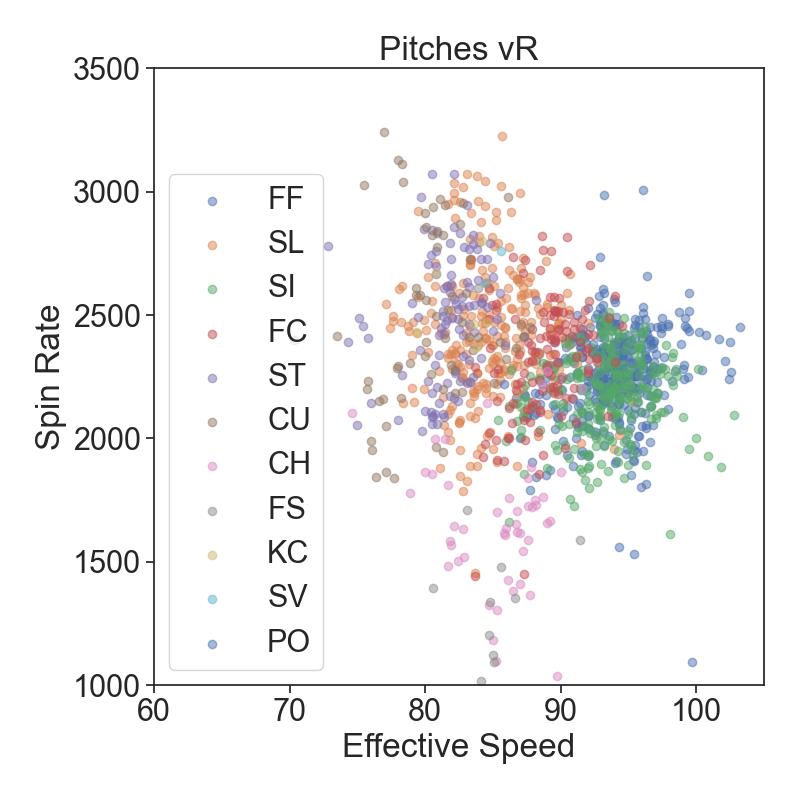 Pitches vR
3500
3000
2500
2000
1500
1000
Spin Rate
FF
SL
SI
FC
ST
CU
CH
FS
KC
SV
PO
60 70 80 90 100
Effective Speed